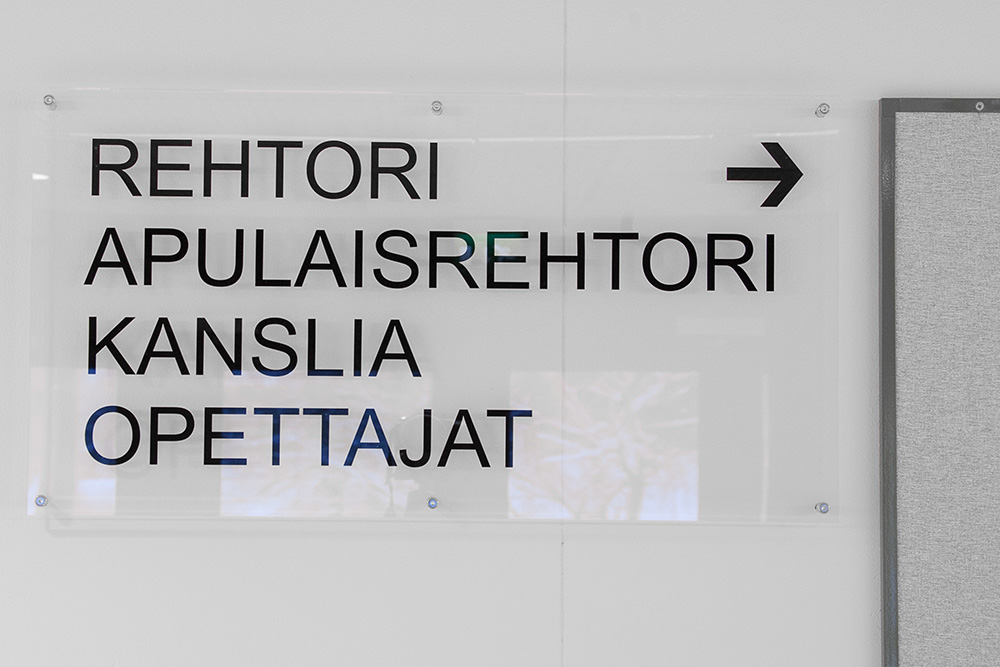 REHTORI →
APULAISREHTORI
KANSLIA
OPETTAJAT